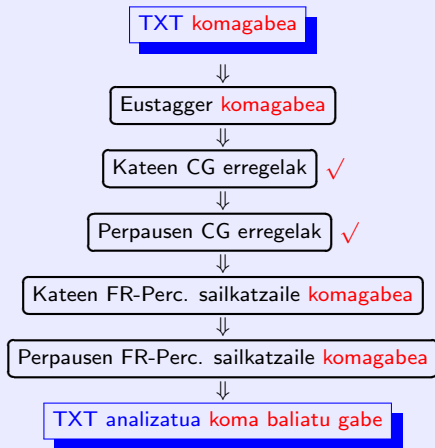 TXT komagabea
⇓
Eustagger komagabea
⇓
Kateen CG erregelak √
⇓
Perpausen CG erregelak √
⇓
Kateen FR-Perc. sailkatzaile komagabea
⇓
Perpausen FR-Perc. sailkatzaile komagabea
⇓
TXT analizatua koma baliatu gabe